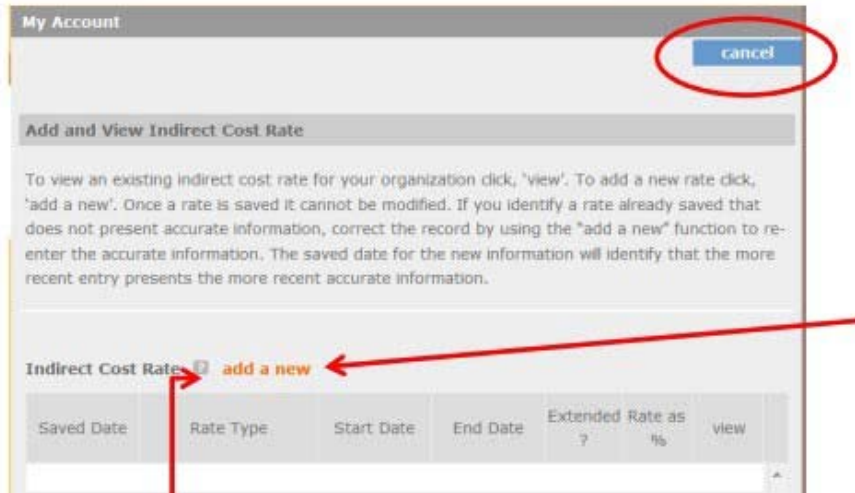 My Account
cancel
Add and View Indirect Cost Rate
To view an existing indirect cost rate for your organization click, 'view'. To add a new rate click,
'add a new'. Once a rate is saved it cannot be modified. If you identify a rate already saved that
does not present accurate information, correct the record by using the "add a new" function to re-
enter the accurate information. The saved date for the new information will identify that the more
recent entry presents the more recent accurate information.
Indirect Cost Rate ? add a new
Saved Date Rate Type Start Date End Date Extended ? Rate as % view